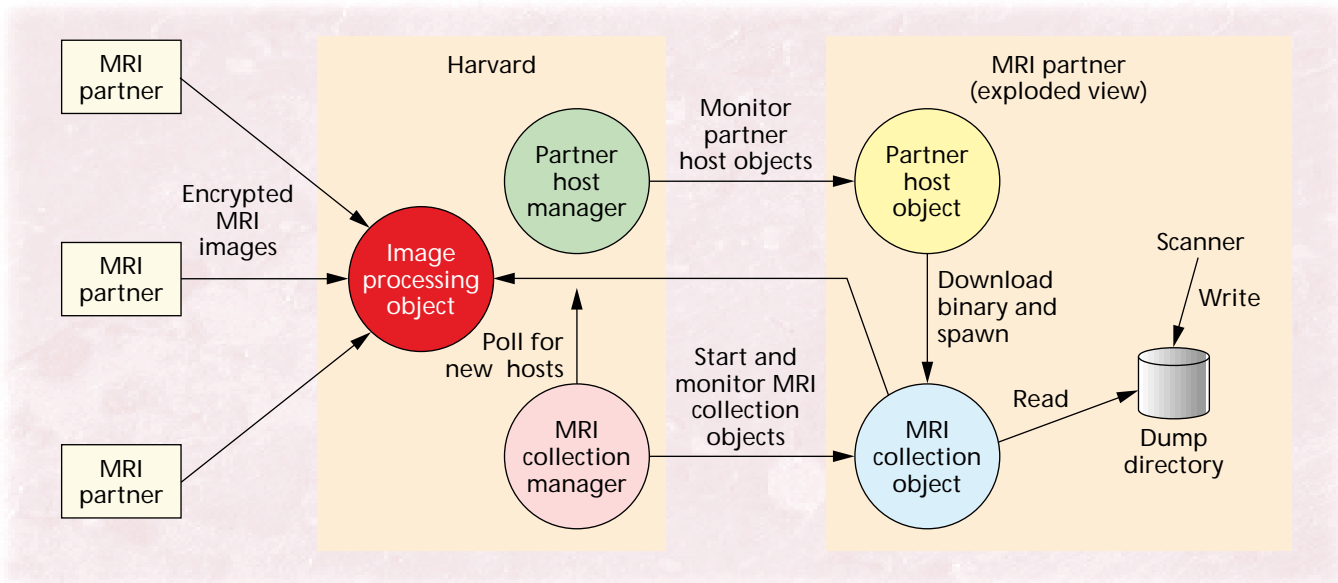 MRI
partner
Encrypted
MRI
images
MRI
partner
MRI
partner
Harvard
Partner
host
manager
Image
processing
object
Poll for
new hosts
MRI
collection
manager
Monitor
partner
host objects
Start and
monitor MRI
collection
objects
MRI partner
(exploded view)
Partner
host
object
Download
binary and
spawn
MRI
collection
object
Scanner
Write
Read
Dump
directory